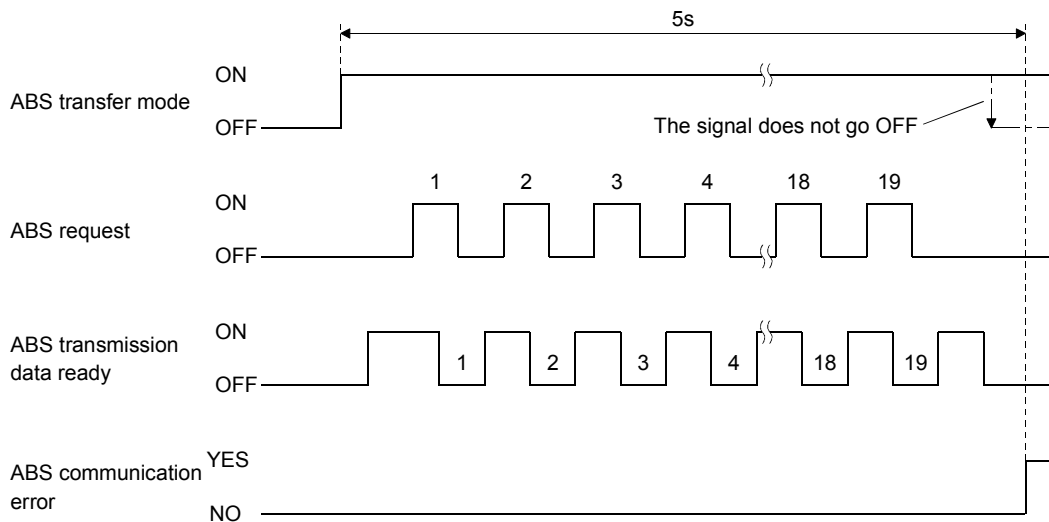 5s
ABS transfer mode
ON
OFF
The signal does not go OFF
ABS request
ON
OFF
1 2 3 4 18 19
ABS transmission
data ready
ON
OFF
1 2 3 4 18 19
ABS communication
error
YES
NO